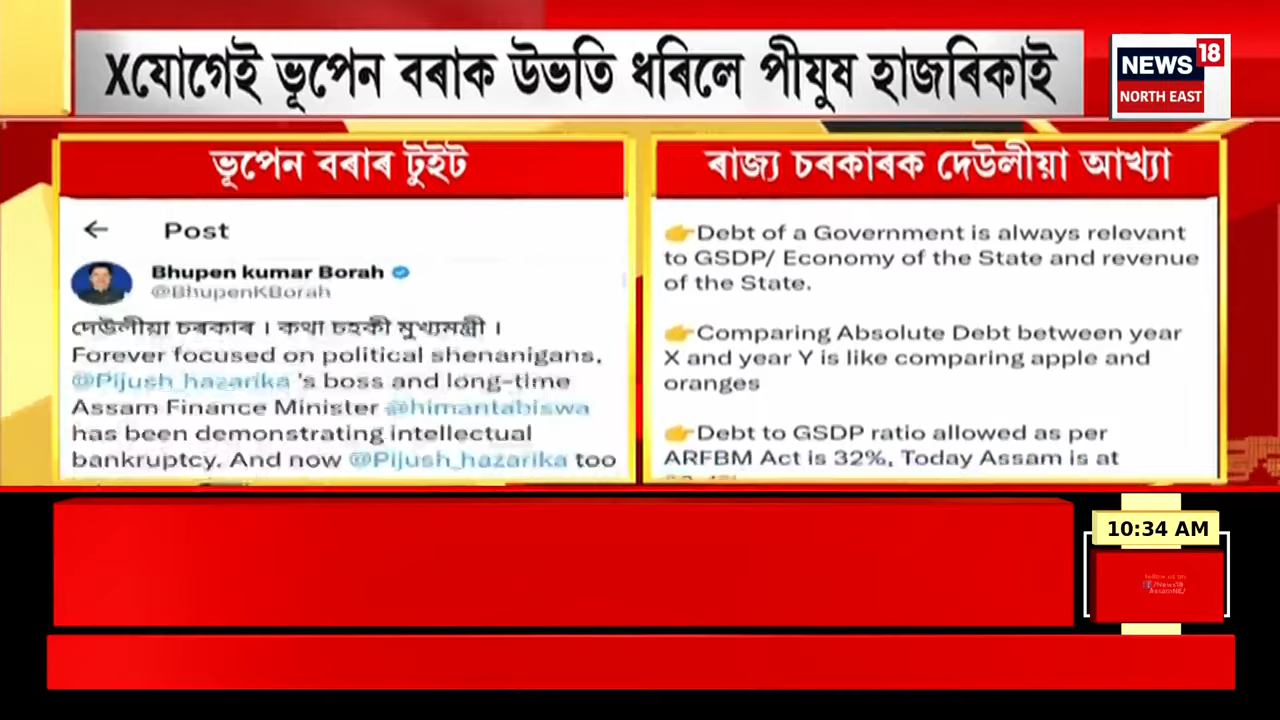 Xযোগেই ভূপেন বৰাক উভতি ধৰিলে পীযুষ হাজৰিকাই
NEWS 18
NORTH EAST
ভূপেন বৰাৰ টুইট
← Post
Bhupen kumar Borah
@BhupenKBorah
দেউলীয়া চৰকাৰ । কথা চহকী মুখ্যমন্ত্ৰী ।
Forever focused on political shenanigans,
@Pijush_hazarika 's boss and long-time
Assam Finance Minister @himantabiswa
has been demonstrating intellectual
bankruptcy. And now @Pijush_hazarika too
ৰাজ্য চৰকাৰক দেউলীয়া আখ্যা
👉Debt of a Government is always relevant
to GSDP/ Economy of the State and revenue
of the State.
👉Comparing Absolute Debt between year
X and year Y is like comparing apple and
oranges
👉Debt to GSDP ratio allowed as per
ARFBM Act is 32%, Today Assam is at
10:34 AM
/News18
AssamNE/